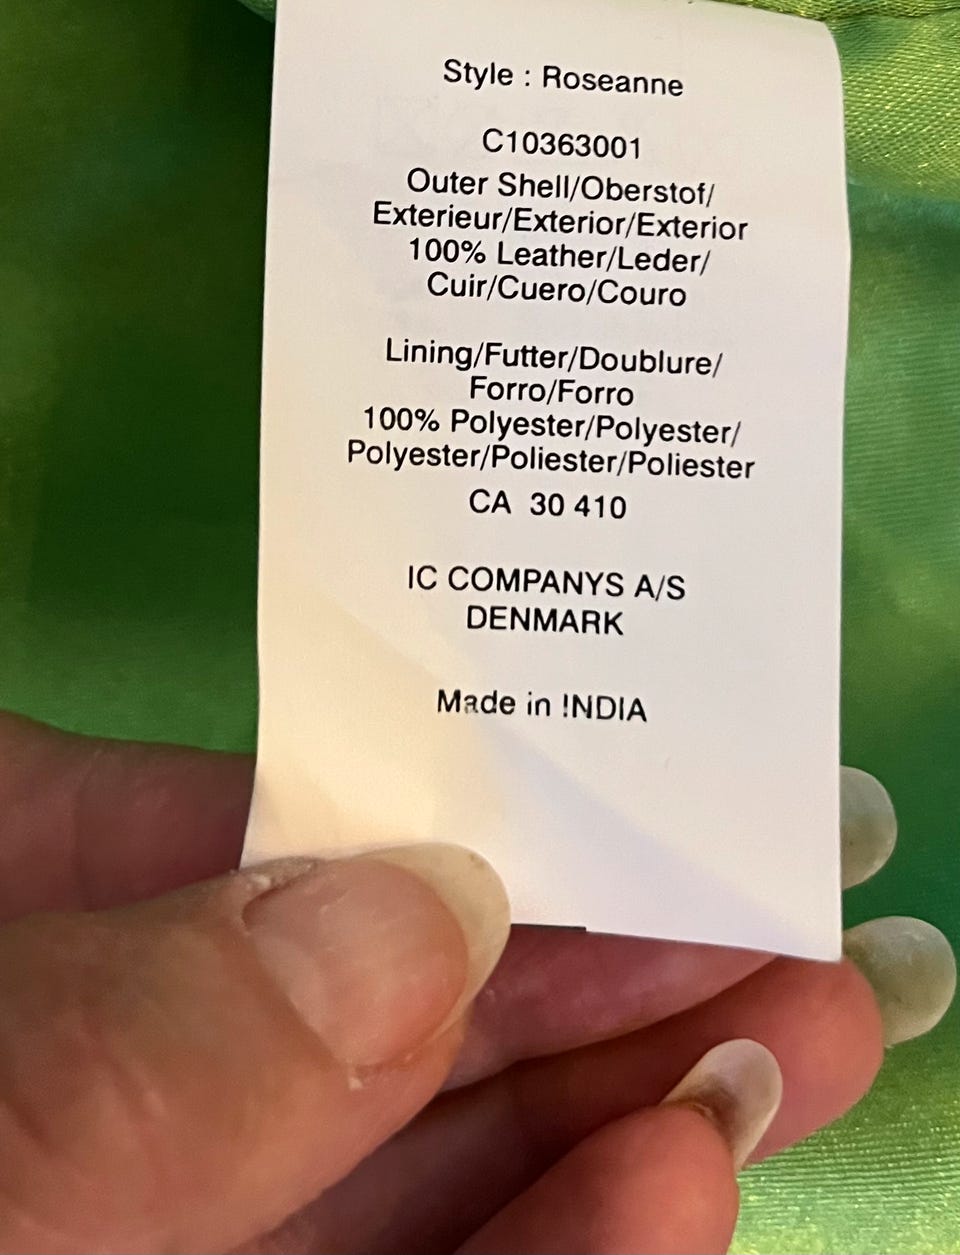 Style : Roseanne
C10363001
Outer Shell/Oberstof/
Exterieur/Exterior/Exterior
100% Leather/Leder/
Cuir/Cuero/Couro
Lining/Futter/Doublure/
Forro/Forro
100% Polyester/Polyester/
Polyester/Poliester/Poliester
CA 30 410
IC COMPANYS A/S
DENMARK
Made in INDIA